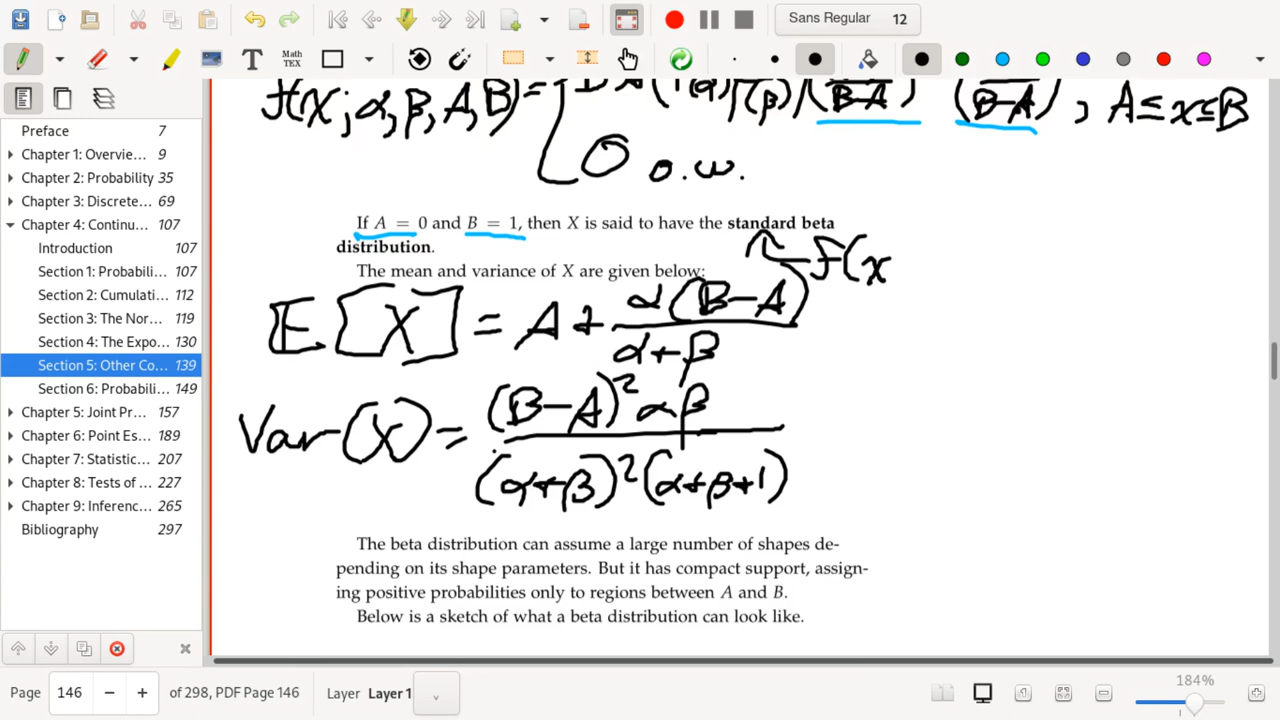 Sans Regular 12
T Math TEX
Preface 7
Chapter 1: Overvie... 9
Chapter 2: Probability 35
Chapter 3: Discrete... 69
Chapter 4: Continu... 107
Introduction 107
Section 1: Probabili... 107
Section 2: Cumulati... 112
Section 3: The Nor... 119
Section 4: The Expo... 130
Section 5: Other Co... 139
Section 6: Probabili... 149
Chapter 5: Joint Pr... 157
Chapter 6: Point Es... 189
Chapter 7: Statistic... 207
Chapter 8: Tests of ... 227
Chapter 9: Inferenc... 265
Bibliography 297
f(x; α, β, A, B) = { (B-A) (B-A) , A ≤ x ≤ B
0 o.w.
If A = 0 and B = 1, then X is said to have the standard beta
distribution.
The mean and variance of X are given below:
f(x
E[X] = A + α(B-A) / α+β
Var(X) = (B-A)² αβ / (α+β)²(α+β+1)
The beta distribution can assume a large number of shapes de-
pending on its shape parameters. But it has compact support, assign-
ing positive probabilities only to regions between A and B.
Below is a sketch of what a beta distribution can look like.
Page 146 − + of 298, PDF Page 146 Layer Layer 1 184%